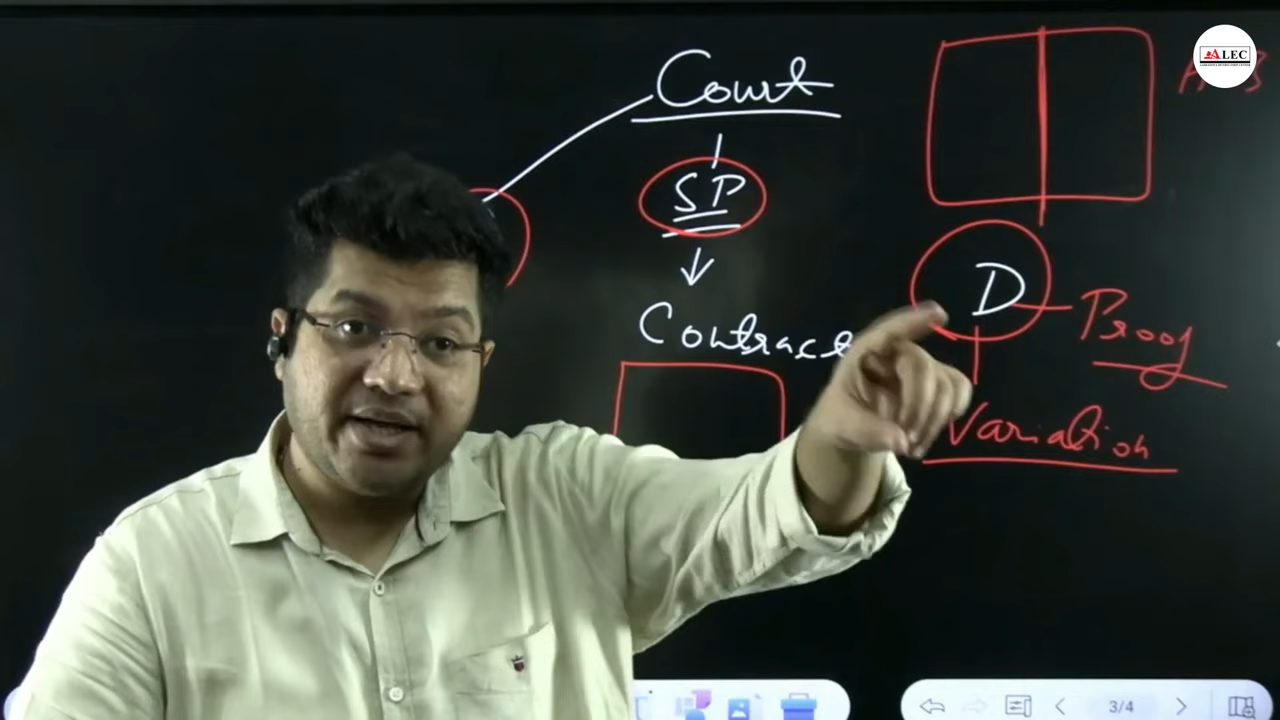 Court
SP
Contract
D
Proof
Variation
ALEC
3/4